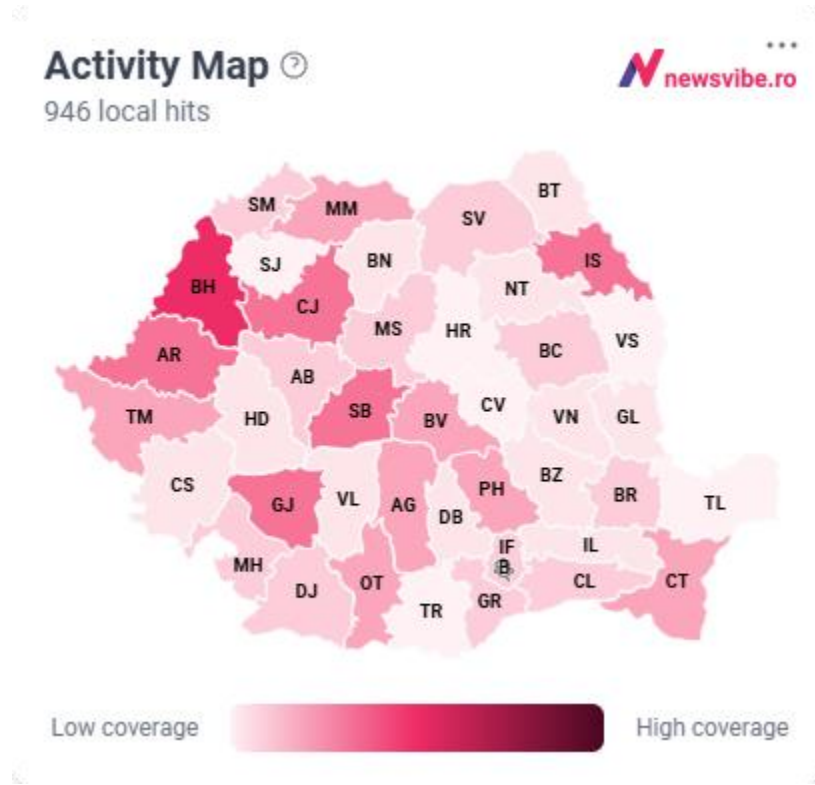 Activity Map ?
946 local hits
newsvibe.ro
BT
SM
MM
SV
IS
SJ
BN
BH
NT
CJ
MS
HR
VS
AR
BC
AB
CV
SB
TM
HD
BV
VN
GL
BZ
CS
PH
BR
VL
GJ
AG
TL
DB
IF
IL
MH
B
CT
OT
CL
DJ
GR
TR
Low coverage
High coverage